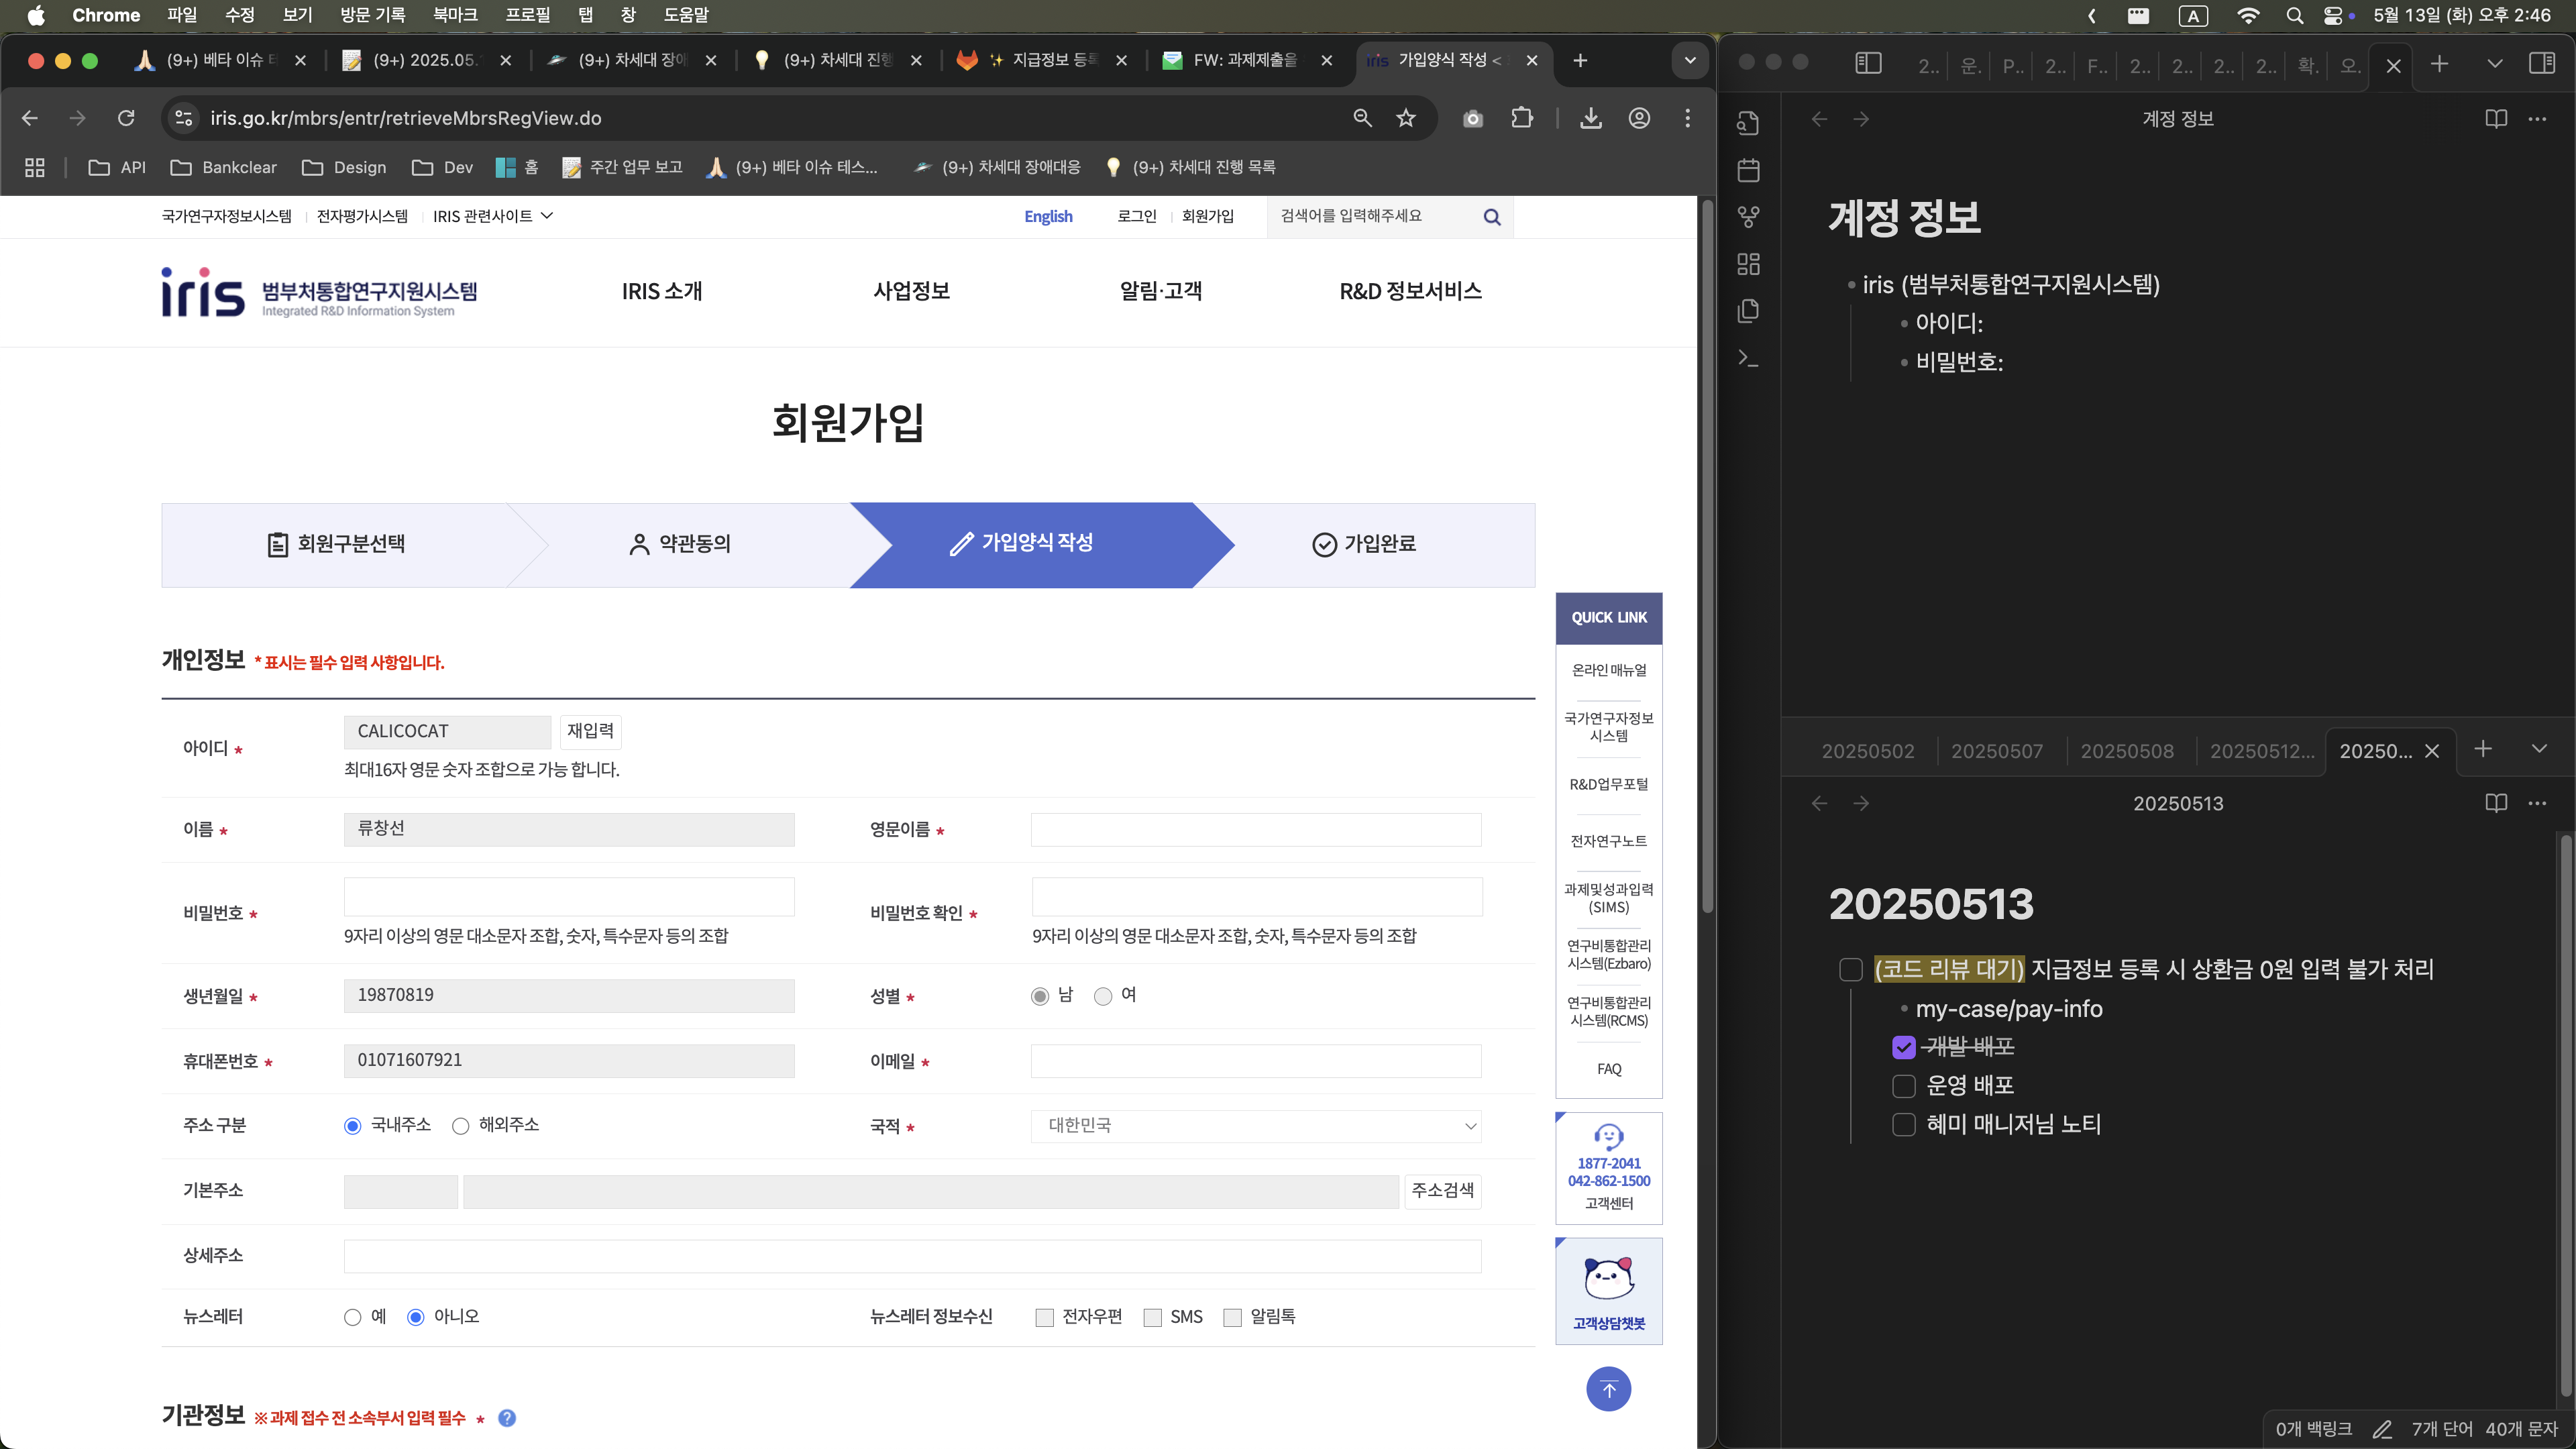 Chrome 파일 수정 보기 방문 기록 북마크 프로필 탭 창 도움말
A 5월 13일 (화) 오후 2:46
(9+) 베타 이슈 (9+) 2025.05. (9+) 차세대 장애 (9+) 차세대 진행 지급정보 등록 FW: 과제제출을 iris 가입양식 작성 <
iris.go.kr/mbrs/entr/retrieveMbrsRegView.do
API Bankclear Design Dev 홈 주간 업무 보고 (9+) 베타 이슈 테스... (9+) 차세대 장애대응 (9+) 차세대 진행 목록
국가연구자정보시스템 전자평가시스템 IRIS 관련사이트 English 로그인 회원가입 검색어를 입력해주세요
iris 범부처통합연구지원시스템
Integrated R&D Information System
IRIS 소개 사업정보 알림·고객 R&D 정보서비스
회원가입
회원구분선택 약관동의 가입양식 작성 가입완료
개인정보 * 표시는 필수 입력 사항입니다.
아이디 * CALICOCAT 재입력
최대16자 영문 숫자 조합으로 가능 합니다.
이름 * 류창선 영문이름 *
비밀번호 * 비밀번호 확인 *
9자리 이상의 영문 대소문자 조합, 숫자, 특수문자 등의 조합 9자리 이상의 영문 대소문자 조합, 숫자, 특수문자 등의 조합
생년월일 * 19870819 성별 * 남 여
휴대폰번호 * 01071607921 이메일 *
주소 구분 국내주소 해외주소 국적 * 대한민국
기본주소 주소검색
상세주소
뉴스레터 예 아니오 뉴스레터 정보수신 전자우편 SMS 알림톡
기관정보 ※ 과제 접수 전 소속부서 입력 필수 * ?
QUICK LINK
온라인 매뉴얼
국가연구자정보
시스템
R&D업무포털
전자연구노트
과제및성과입력
(SIMS)
연구비통합관리
시스템(Ezbaro)
연구비통합관리
시스템(RCMS)
FAQ
1877-2041
042-862-1500
고객센터
고객상담챗봇
2.. 운. P.. 2.. F.. 2.. 2.. 2.. 2.. 확. 오.
계정 정보
계정 정보
iris (범부처통합연구지원시스템)
아이디:
비밀번호:
20250502 20250507 20250508 20250512... 20250...
20250513
20250513
(코드 리뷰 대기) 지급정보 등록 시 상환금 0원 입력 불가 처리
my-case/pay-info
개발 배포
운영 배포
혜미 매니저님 노티
0개 백링크 7개 단어 40개 문자